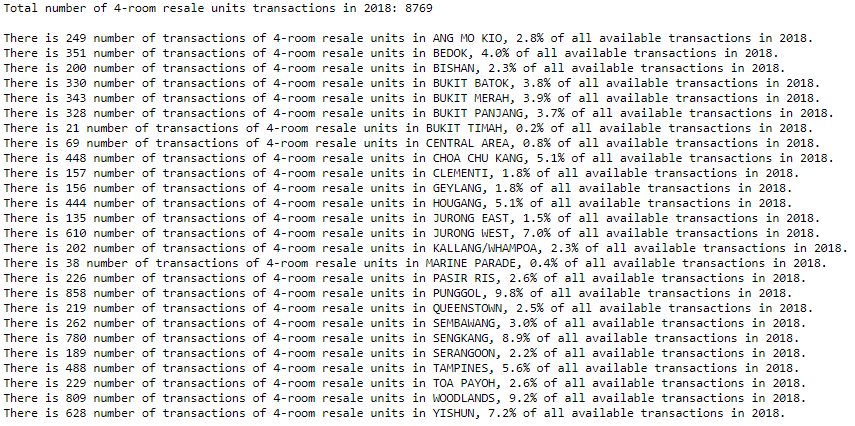 Total number of 4-room resale units transactions in 2018: 8769
There is 249 number of transactions of 4-room resale units in ANG MO KIO, 2.8% of all available transactions in 2018.
There is 351 number of transactions of 4-room resale units in BEDOK, 4.0% of all available transactions in 2018.
There is 200 number of transactions of 4-room resale units in BISHAN, 2.3% of all available transactions in 2018.
There is 330 number of transactions of 4-room resale units in BUKIT BATOK, 3.8% of all available transactions in 2018.
There is 343 number of transactions of 4-room resale units in BUKIT MERAH, 3.9% of all available transactions in 2018.
There is 328 number of transactions of 4-room resale units in BUKIT PANJANG, 3.7% of all available transactions in 2018.
There is 21 number of transactions of 4-room resale units in BUKIT TIMAH, 0.2% of all available transactions in 2018.
There is 69 number of transactions of 4-room resale units in CENTRAL AREA, 0.8% of all available transactions in 2018.
There is 448 number of transactions of 4-room resale units in CHOA CHU KANG, 5.1% of all available transactions in 2018.
There is 157 number of transactions of 4-room resale units in CLEMENTI, 1.8% of all available transactions in 2018.
There is 156 number of transactions of 4-room resale units in GEYLANG, 1.8% of all available transactions in 2018.
There is 444 number of transactions of 4-room resale units in HOUGANG, 5.1% of all available transactions in 2018.
There is 135 number of transactions of 4-room resale units in JURONG EAST, 1.5% of all available transactions in 2018.
There is 610 number of transactions of 4-room resale units in JURONG WEST, 7.0% of all available transactions in 2018.
There is 202 number of transactions of 4-room resale units in KALLANG/WHAMPOA, 2.3% of all available transactions in 2018.
There is 38 number of transactions of 4-room resale units in MARINE PARADE, 0.4% of all available transactions in 2018.
There is 226 number of transactions of 4-room resale units in PASIR RIS, 2.6% of all available transactions in 2018.
There is 858 number of transactions of 4-room resale units in PUNGGOL, 9.8% of all available transactions in 2018.
There is 219 number of transactions of 4-room resale units in QUEENSTOWN, 2.5% of all available transactions in 2018.
There is 262 number of transactions of 4-room resale units in SEMBAWANG, 3.0% of all available transactions in 2018.
There is 780 number of transactions of 4-room resale units in SENGKANG, 8.9% of all available transactions in 2018.
There is 189 number of transactions of 4-room resale units in SERANGOON, 2.2% of all available transactions in 2018.
There is 488 number of transactions of 4-room resale units in TAMPINES, 5.6% of all available transactions in 2018.
There is 229 number of transactions of 4-room resale units in TOA PAYOH, 2.6% of all available transactions in 2018.
There is 809 number of transactions of 4-room resale units in WOODLANDS, 9.2% of all available transactions in 2018.
There is 628 number of transactions of 4-room resale units in YISHUN, 7.2% of all available transactions in 2018.